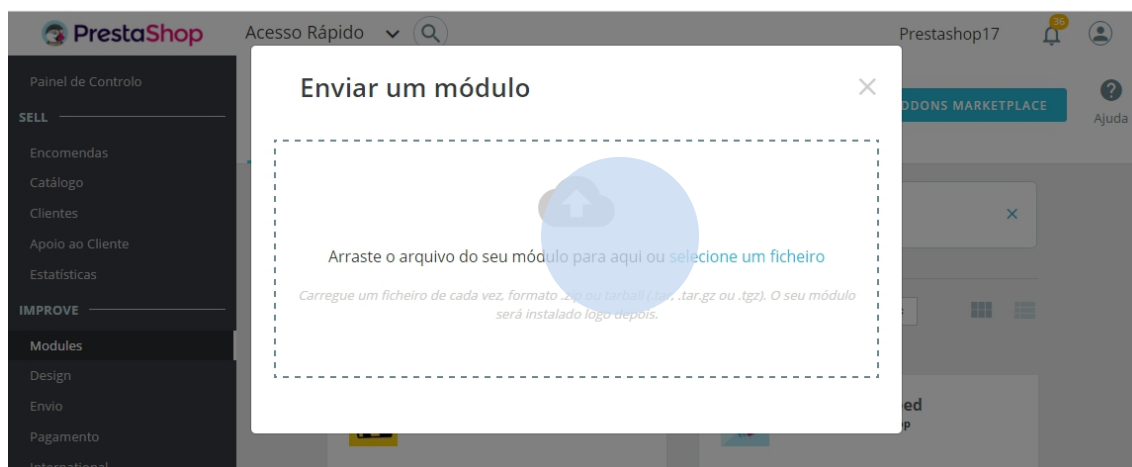 PrestaShop
Acesso Rápido
Prestashop17
36
Painel de Controlo
SELL
Encomendas
Catálogo
Clientes
Apoio ao Cliente
Estatísticas
IMPROVE
Modules
Design
Envio
Pagamento
International
Enviar um módulo
Arraste o arquivo do seu módulo para aqui ou selecione um ficheiro
Carregue um ficheiro de cada vez, formato .zip ou tarball (.tar, .tar.gz ou .tgz). O seu módulo
será instalado logo depois.
DDONS MARKETPLACE
Ajuda
ed